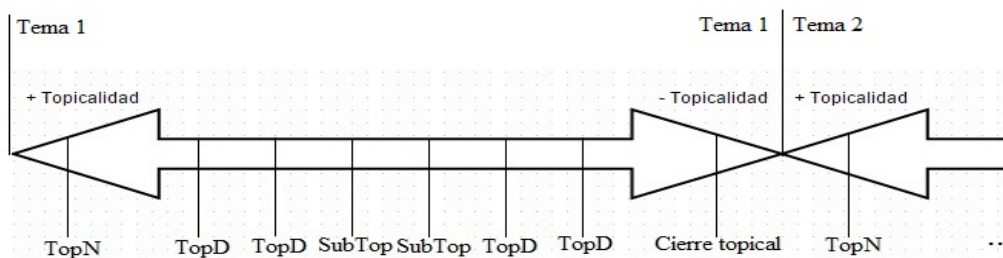 Tema 1
Tema 1
Tema 2
+ Topicalidad
- Topicalidad
+ Topicalidad
TopN
TopD
TopD
SubTop
SubTop
TopD
TopD
Cierre topical
TopN
...